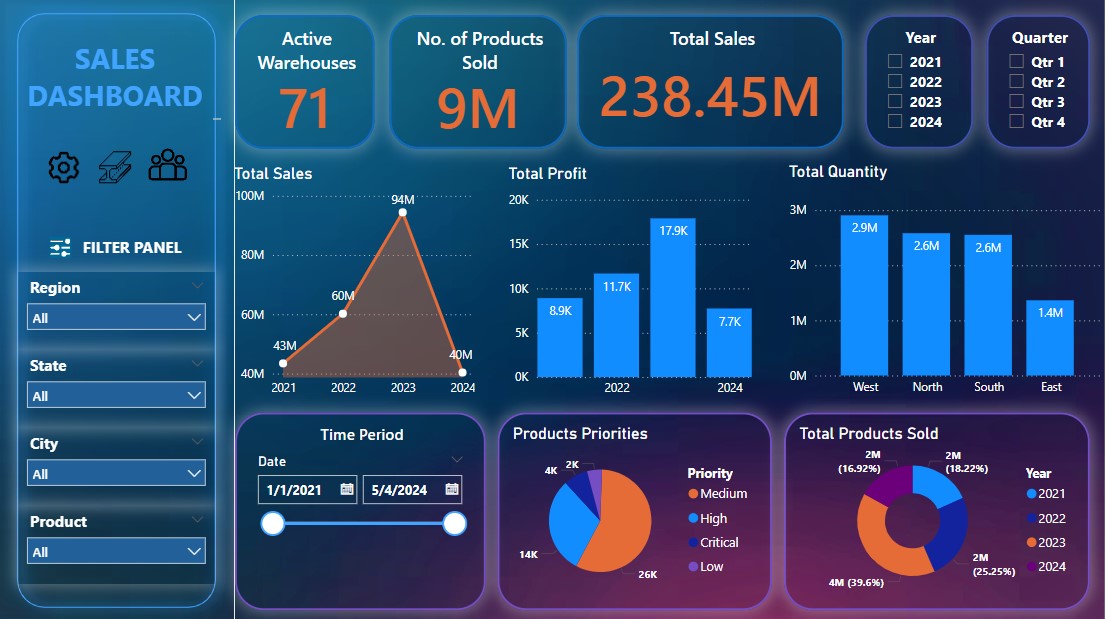 SALES
DASHBOARD
FILTER PANEL
Region
All
State
All
City
All
Product
All
Active
Warehouses
71
No. of Products
Sold
9M
Total Sales
238.45M
Year
2021
2022
2023
2024
Quarter
Qtr 1
Qtr 2
Qtr 3
Qtr 4
Total Sales
100M
80M
60M
40M
43M
60M
94M
40M
2021 2022 2023 2024
Total Profit
20K
15K
10K
5K
0K
8.9K
11.7K
17.9K
7.7K
2022 2024
Total Quantity
3M
2M
1M
0M
2.9M
2.6M
2.6M
1.4M
West North South East
Time Period
Date
1/1/2021 5/4/2024
Products Priorities
2K
4K
14K
26K
Priority
Medium
High
Critical
Low
Total Products Sold
2M
(16.92%)
2M
(18.22%)
2M
(25.25%)
4M (39.6%)
Year
2021
2022
2023
2024